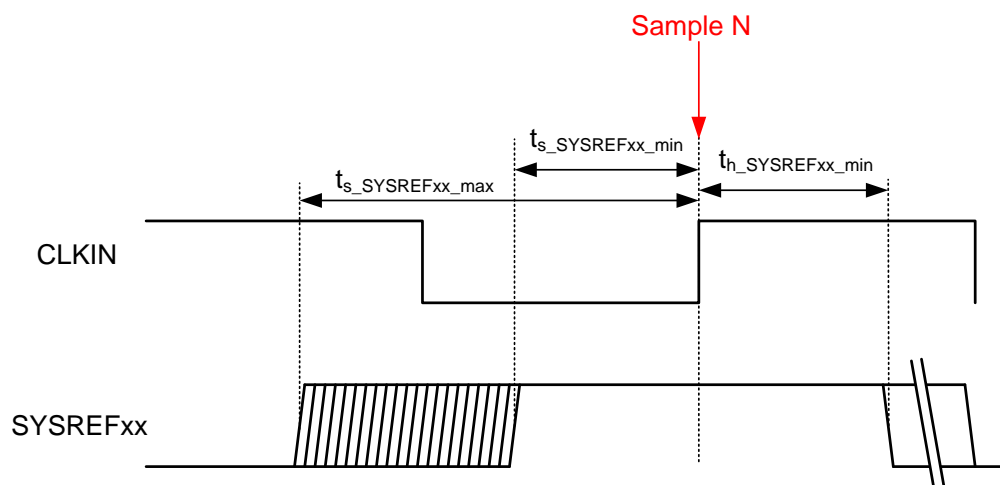 Sample N
ts_SYSREFxx_min
th_SYSREFxx_min
ts_SYSREFxx_max
CLKIN
SYSREFxx